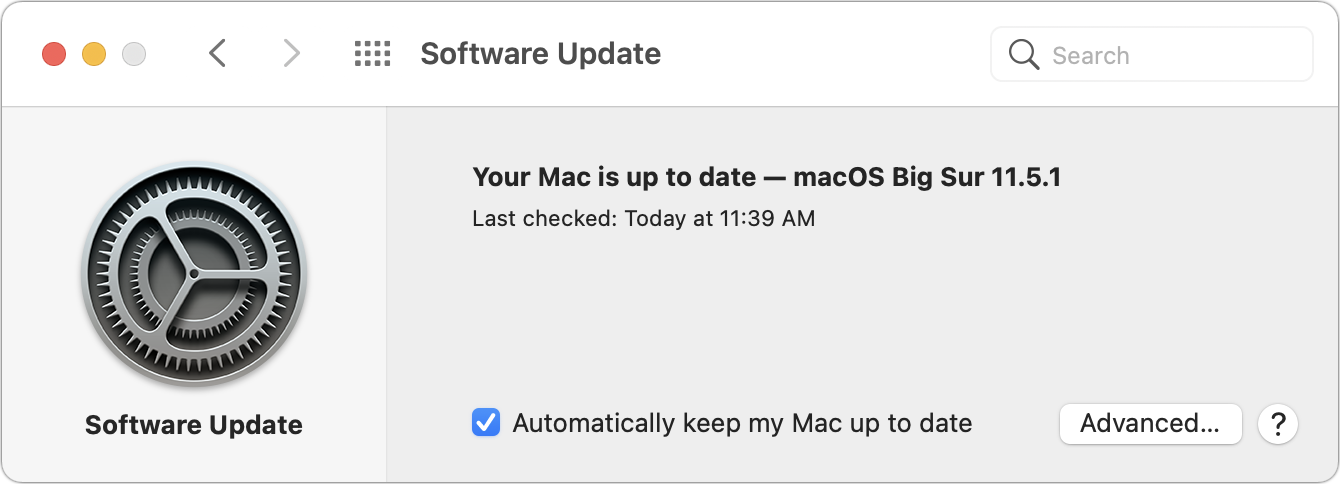 Software Update
Search
Your Mac is up to date — macOS Big Sur 11.5.1
Last checked: Today at 11:39 AM
Software Update
Automatically keep my Mac up to date
Advanced...
?